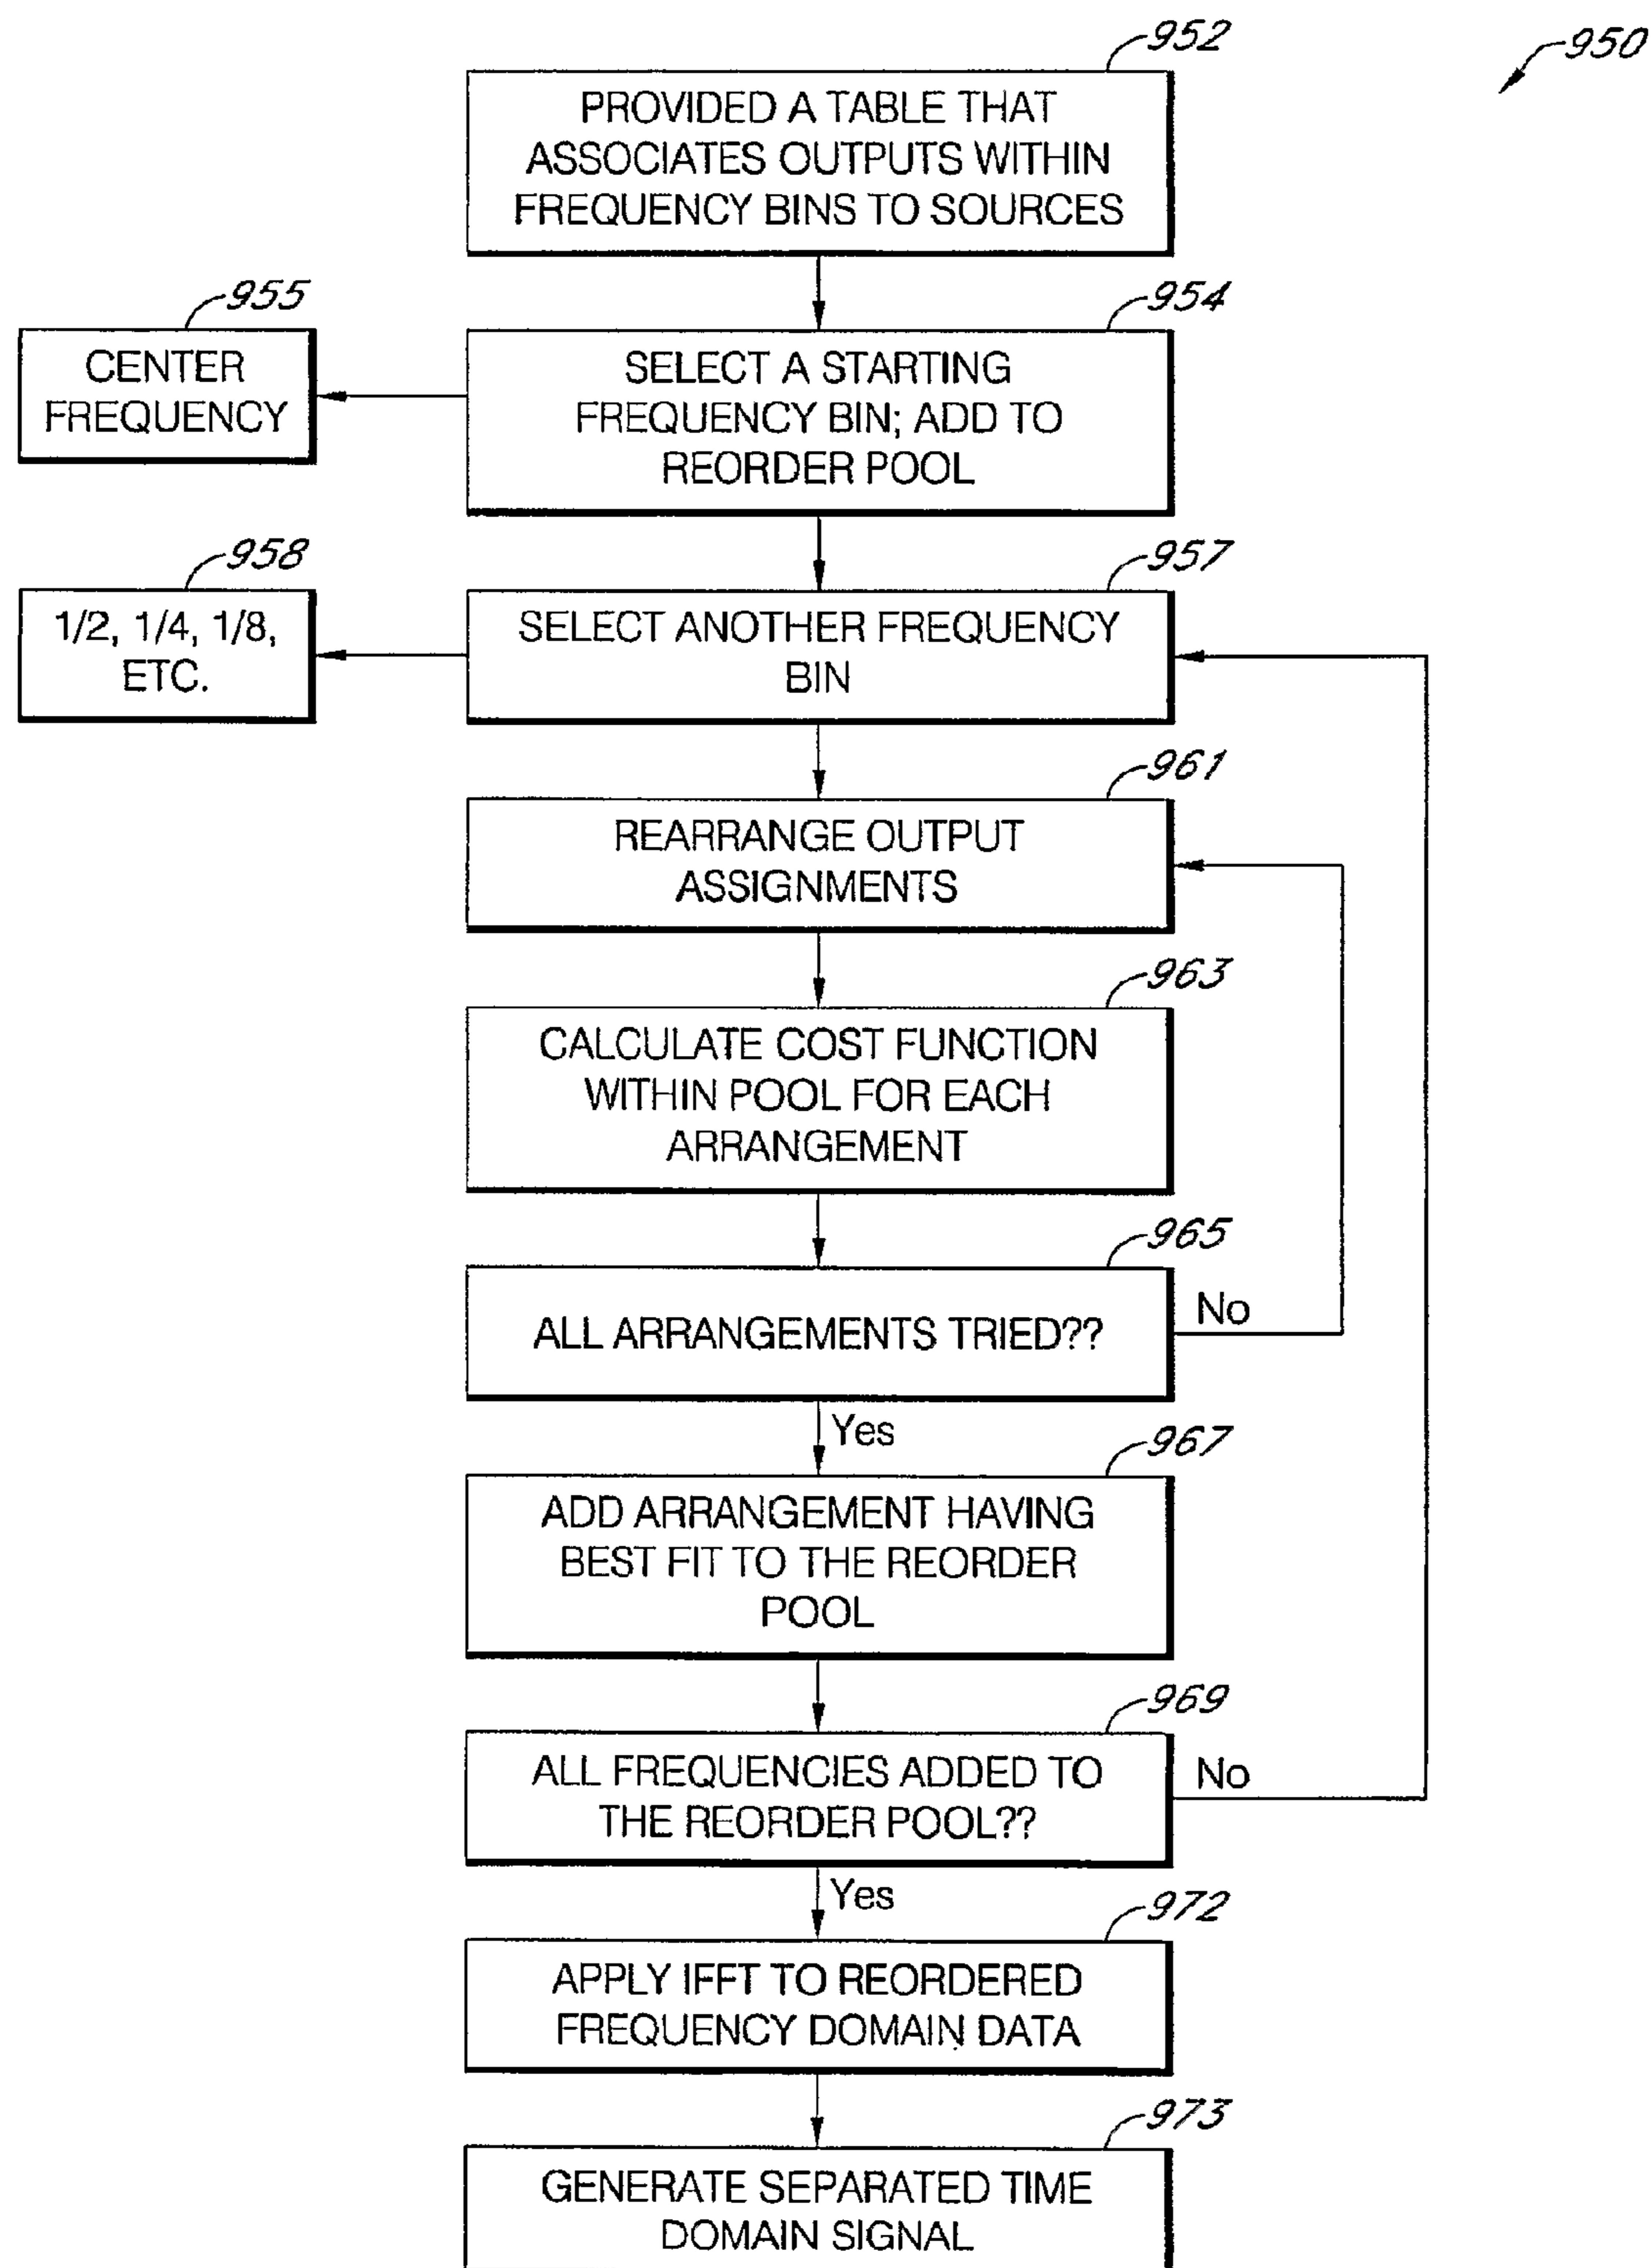 952
950
PROVIDED A TABLE THAT
ASSOCIATES OUTPUTS WITHIN
FREQUENCY BINS TO SOURCES
955
CENTER
FREQUENCY
954
SELECT A STARTING
FREQUENCY BIN; ADD TO
REORDER POOL
958
1/2, 1/4, 1/8,
ETC.
957
SELECT ANOTHER FREQUENCY
BIN
961
REARRANGE OUTPUT
ASSIGNMENTS
963
CALCULATE COST FUNCTION
WITHIN POOL FOR EACH
ARRANGEMENT
965
ALL ARRANGEMENTS TRIED??
No
Yes
967
ADD ARRANGEMENT HAVING
BEST FIT TO THE REORDER
POOL
969
ALL FREQUENCIES ADDED TO
THE REORDER POOL??
No
Yes
972
APPLY IFFT TO REORDERED
FREQUENCY DOMAIN DATA
973
GENERATE SEPARATED TIME
DOMAIN SIGNAL